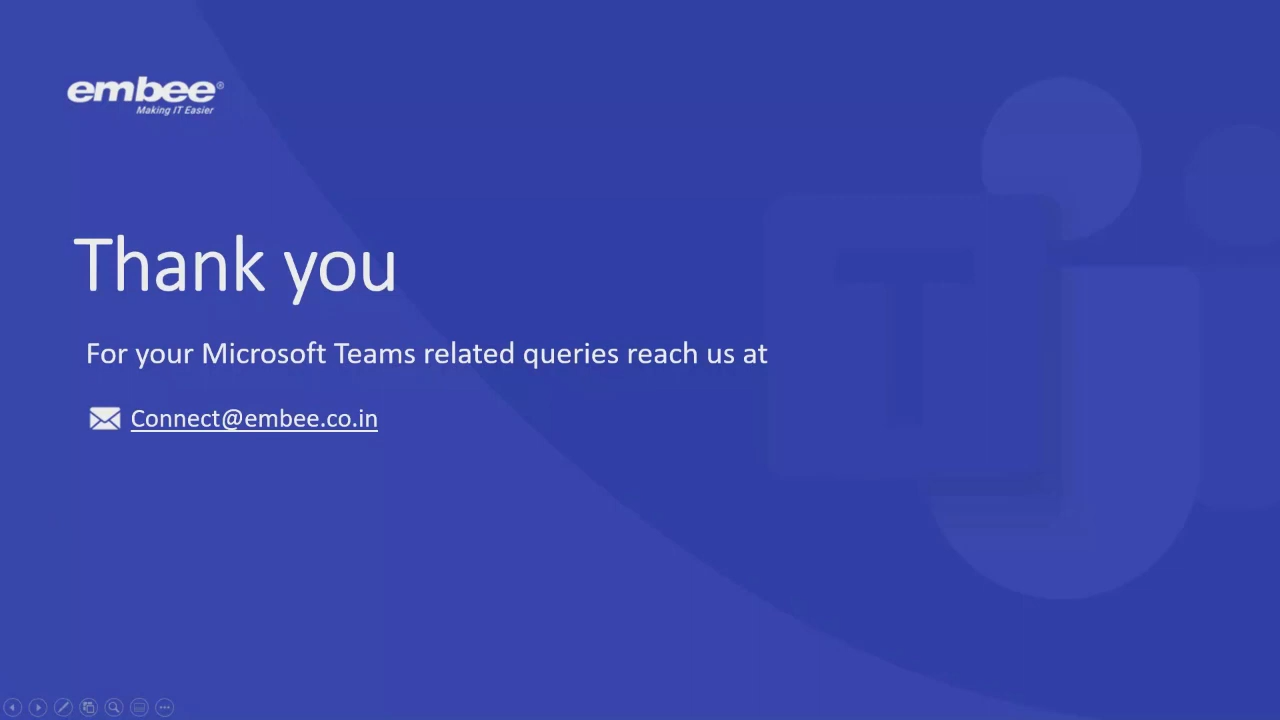 embee®
Making IT Easier
Thank you
For your Microsoft Teams related queries reach us at
Connect@embee.co.in
T